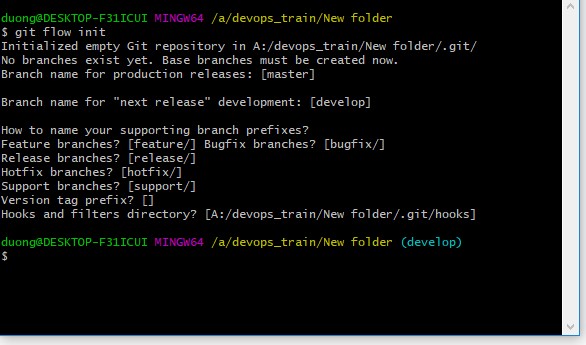 duong@DESKTOP-F31ICUI MINGW64 /a/devops_train/New folder
$ git flow init
Initialized empty Git repository in A:/devops_train/New folder/.git/
No branches exist yet. Base branches must be created now.
Branch name for production releases: [master]
Branch name for "next release" development: [develop]
How to name your supporting branch prefixes?
Feature branches? [feature/] Bugfix branches? [bugfix/]
Release branches? [release/]
Hotfix branches? [hotfix/]
Support branches? [support/]
Version tag prefix? []
Hooks and filters directory? [A:/devops_train/New folder/.git/hooks]
duong@DESKTOP-F31ICUI MINGW64 /a/devops_train/New folder (develop)
$